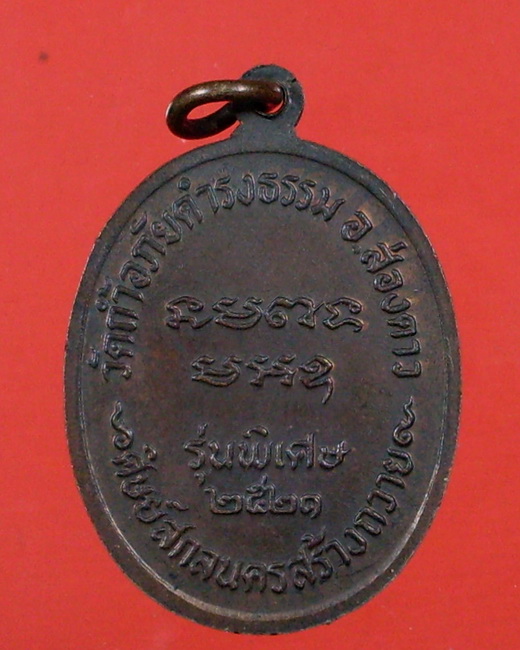 วัดถ้ำอภัยดำรงธรรม อ.ส่องดาว
รุ่นพิเศษ
๒๕๒๑
ศิษย์สกลนครสร้างถวาย